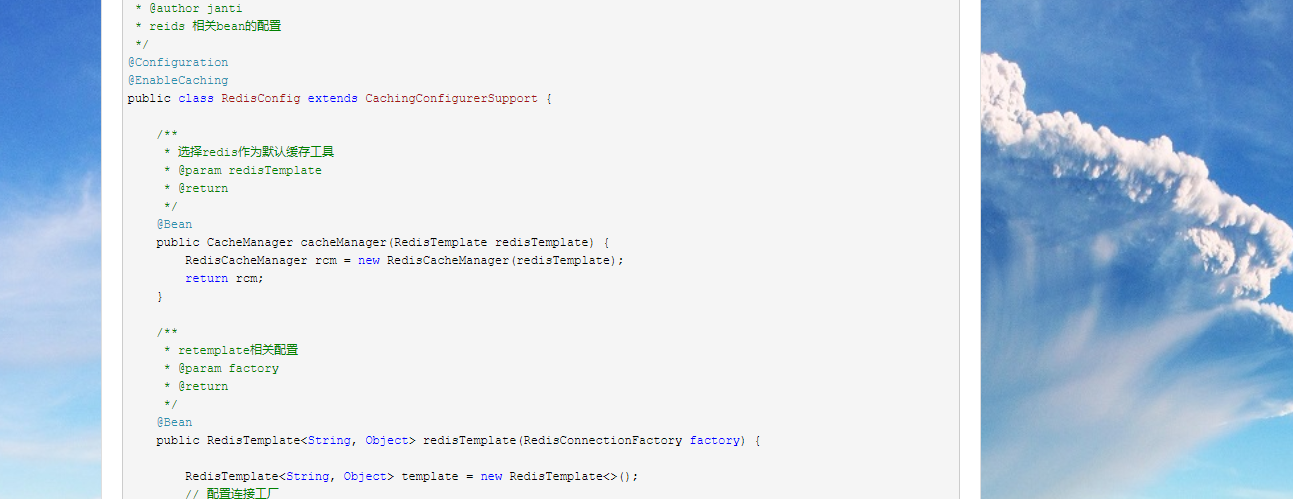 * @author janti
* reids 相关bean的配置
*/
@Configuration
@EnableCaching
public class RedisConfig extends CachingConfigurerSupport {
/**
* 选择redis作为默认缓存工具
* @param redisTemplate
* @return
*/
@Bean
public CacheManager cacheManager(RedisTemplate redisTemplate) {
RedisCacheManager rcm = new RedisCacheManager(redisTemplate);
return rcm;
}
/**
* retemplate相关配置
* @param factory
* @return
*/
@Bean
public RedisTemplate<String, Object> redisTemplate(RedisConnectionFactory factory) {
RedisTemplate<String, Object> template = new RedisTemplate<>();
// 配置连接工厂